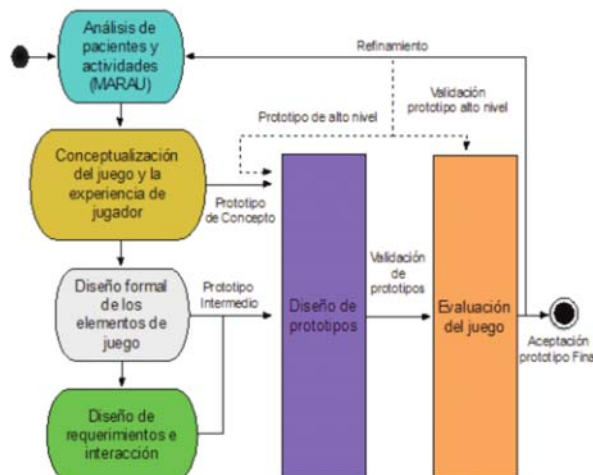 Análisis de
pacientes y
actividades
(MARAU)
Refinamiento
Validación
prototipo alto nivel
Prototipo de alto nivel
Conceptualización
del juego y la
experiencia de
jugador
Prototipo
de Concepto
Diseño formal
de los
elementos de
juego
Prototipo
Intermedio
Diseño de
prototipos
Validación
de
prototipos
Evaluación
del juego
Aceptación
prototipo Fina
Diseño de
requerimientos e
interacción